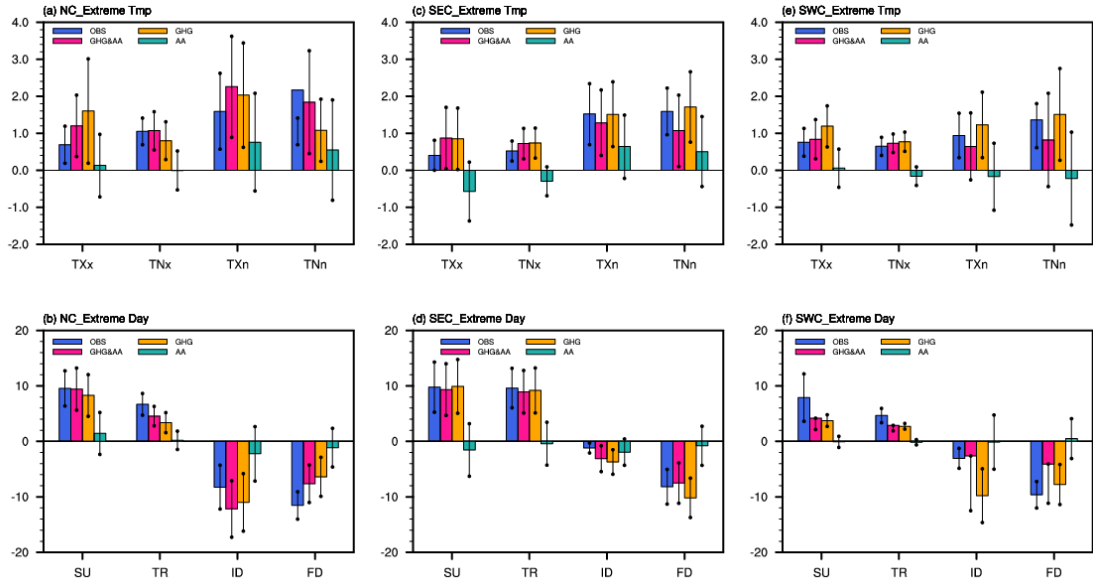 (a) NC_Extreme Tmp
OBS GHG
GHG&AA AA
4.0
3.0
2.0
1.0
0.0
-1.0
-2.0
TXx TNx TXn TNn
(c) SEC_Extreme Tmp
OBS GHG
GHG&AA AA
4.0
3.0
2.0
1.0
0.0
-1.0
-2.0
TXx TNx TXn TNn
(e) SWC_Extreme Tmp
OBS GHG
GHG&AA AA
4.0
3.0
2.0
1.0
0.0
-1.0
-2.0
TXx TNx TXn TNn
(b) NC_Extreme Day
OBS GHG
GHG&AA AA
20
10
0
-10
-20
SU TR ID FD
(d) SEC_Extreme Day
OBS GHG
GHG&AA AA
20
10
0
-10
-20
SU TR ID FD
(f) SWC_Extreme Day
OBS GHG
GHG&AA AA
20
10
0
-10
-20
SU TR ID FD